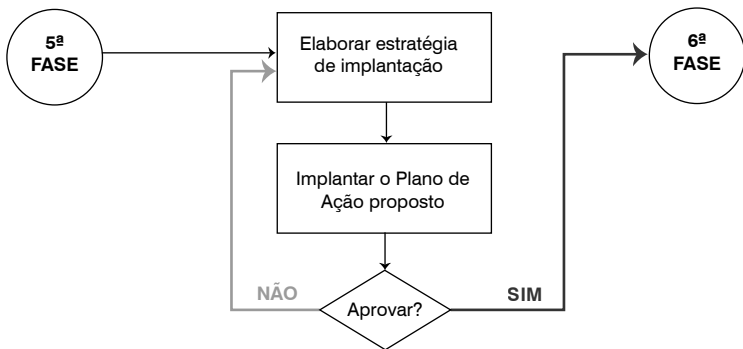 5ª
FASE
Elaborar estratégia
de implantação
6ª
FASE
Implantar o Plano de
Ação proposto
NÃO
Aprovar?
SIM